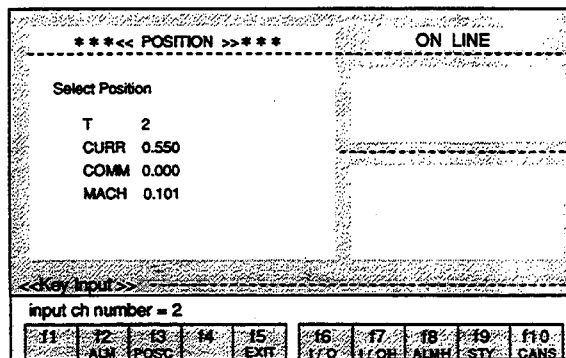 ***<< POSITION >>***
ON LINE
Select Position
T 2
CURR 0.550
COMM 0.000
MACH 0.101
<<Key Input>>
input ch number = 2
f1 f2 f3 f4 f5 f6 f7 f8 f9 f10
ALM POSC EXIT I/O I/OH ALMH STY CANS